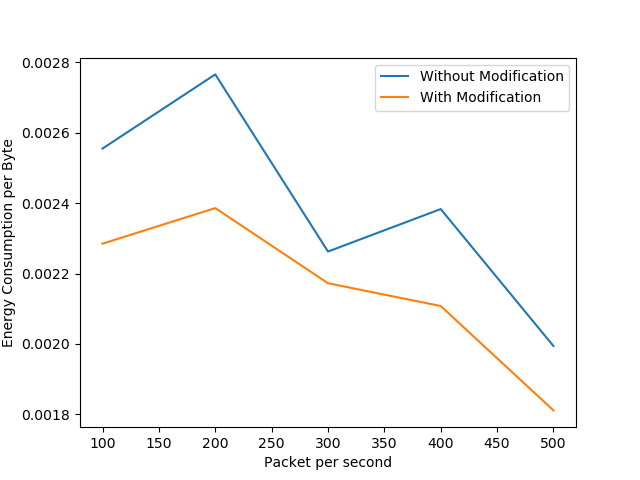 Without Modification
With Modification
Energy Consumption per Byte
0.0028
0.0026
0.0024
0.0022
0.0020
0.0018
100 150 200 250 300 350 400 450 500
Packet per second